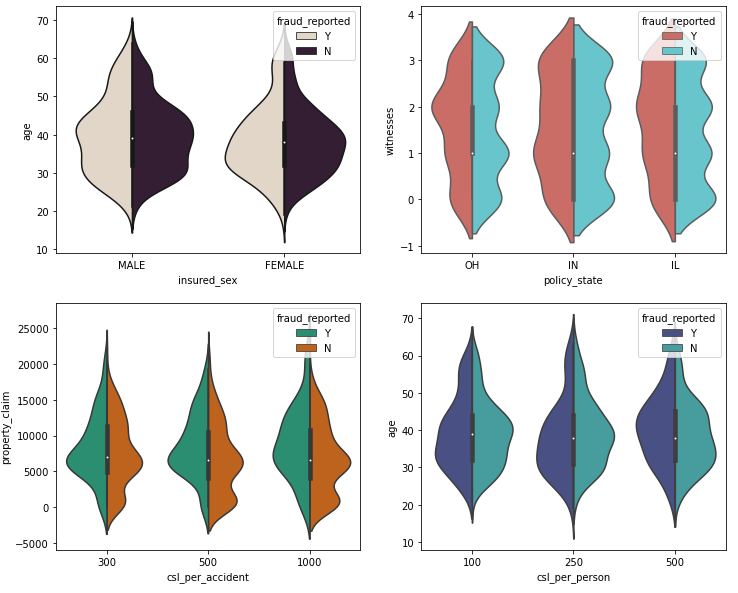 fraud_reported
Y
N
70
60
50
40
30
20
10
age
MALE
FEMALE
insured_sex
fraud_reported
Y
N
4
3
2
1
0
−1
witnesses
OH
IN
IL
policy_state
fraud_reported
Y
N
25000
20000
15000
10000
5000
0
−5000
property_claim
300
500
1000
csl_per_accident
fraud_reported
Y
N
70
60
50
40
30
20
10
age
100
250
500
csl_per_person